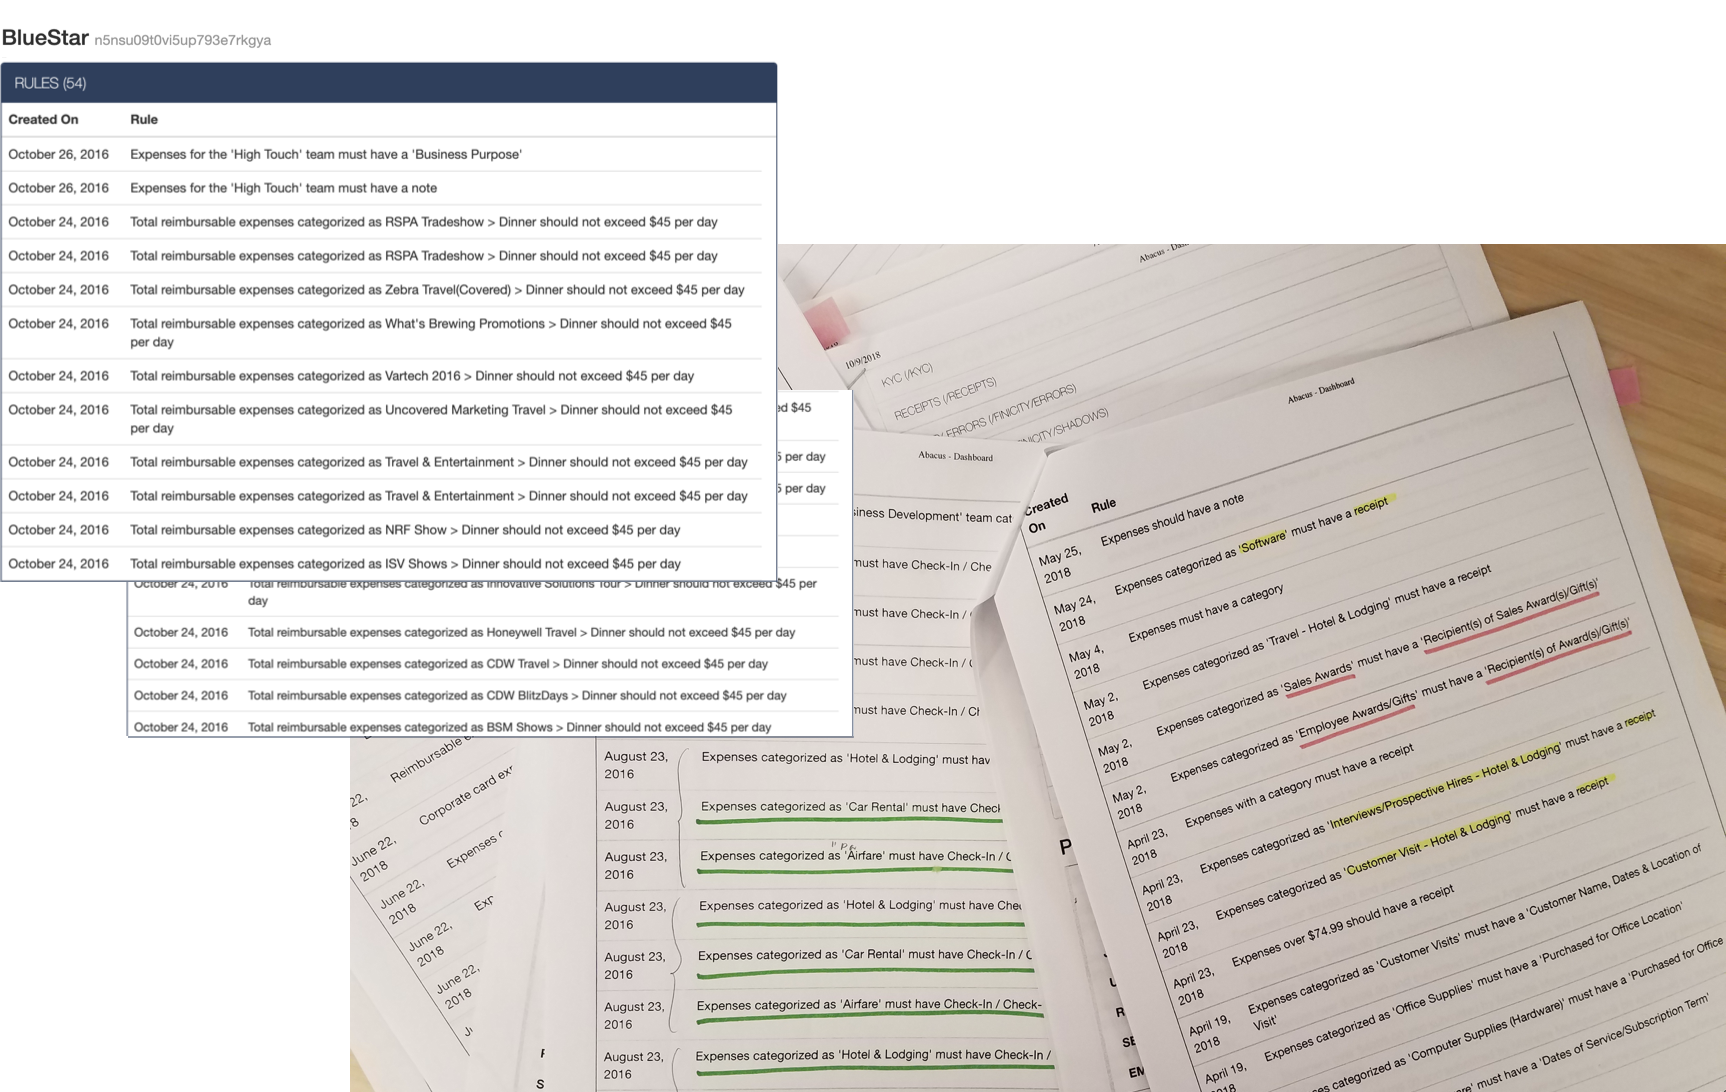 BlueStar n5nsu09t0vi5up793e7rkgya
RULES (54)
Created On Rule
October 26, 2016 Expenses for the 'High Touch' team must have a 'Business Purpose'
October 26, 2016 Expenses for the 'High Touch' team must have a note
October 24, 2016 Total reimbursable expenses categorized as RSPA Tradeshow > Dinner should not exceed $45 per day
October 24, 2016 Total reimbursable expenses categorized as RSPA Tradeshow > Dinner should not exceed $45 per day
October 24, 2016 Total reimbursable expenses categorized as Zebra Travel(Covered) > Dinner should not exceed $45 per day
October 24, 2016 Total reimbursable expenses categorized as What's Brewing Promotions > Dinner should not exceed $45
per day
October 24, 2016 Total reimbursable expenses categorized as Vartech 2016 > Dinner should not exceed $45 per day
October 24, 2016 Total reimbursable expenses categorized as Uncovered Marketing Travel > Dinner should not exceed $45
per day
October 24, 2016 Total reimbursable expenses categorized as Travel & Entertainment > Dinner should not exceed $45 per day
October 24, 2016 Total reimbursable expenses categorized as Travel & Entertainment > Dinner should not exceed $45 per day
October 24, 2016 Total reimbursable expenses categorized as NRF Show > Dinner should not exceed $45 per day
October 24, 2016 Total reimbursable expenses categorized as ISV Shows > Dinner should not exceed $45 per day
$45
per day
per day
October 24, 2016 Total reimbursable expenses categorized as Innovative Solutions Tour > Dinner should not exceed $45 per
day
October 24, 2016 Total reimbursable expenses categorized as Honeywell Travel > Dinner should not exceed $45 per day
October 24, 2016 Total reimbursable expenses categorized as CDW Travel > Dinner should not exceed $45 per day
October 24, 2016 Total reimbursable expenses categorized as CDW BlitzDays > Dinner should not exceed $45 per day
October 24, 2016 Total reimbursable expenses categorized as BSM Shows > Dinner should not exceed $45 per day
Abacus -
10/9/2018
KYC (/KYC)
RECEIPTS (/RECEIPTS)
ERRORS (/FINICITY/ERRORS)
Abacus - Dashboard
siness Development' team cat
must have Check-In / Che
must have Check-In /
must have Check-In / C
must have Check-In / Ch
August 23, Expenses categorized as 'Hotel & Lodging' must hav
2016
August 23, Expenses categorized as 'Car Rental' must have Check
2016
August 23, Expenses categorized as 'Airfare' must have Check-In / C
2016
August 23, Expenses categorized as 'Hotel & Lodging' must have Chec
2016
August 23, Expenses categorized as 'Car Rental' must have Check-In / C
2016
August 23, Expenses categorized as 'Airfare' must have Check-In / Check-
2016
August 23, Expenses categorized as 'Hotel & Lodging' must have Check-In /
2016
22, Reimbursable
8
June 22, Corporate card
2018
June 22, Expenses
2018
June 22,
2018
June 22,
2018
Abacus - Dashboard
Created Rule
On
May 25, Expenses should have a note
2018
May 24, Expenses categorized as 'Software' must have a receipt
2018
May 4, Expenses must have a category
2018
May 2, Expenses categorized as 'Travel - Hotel & Lodging' must have a receipt
2018
May 2, Expenses categorized as 'Sales Awards' must have a 'Recipient(s) of Sales Award(s)/Gift(s)'
2018
May 2, Expenses categorized as 'Employee Awards/Gifts' must have a 'Recipient(s) of Award(s)/Gift(s)'
2018
April 23, Expenses with a category must have a receipt
2018
April 23, Expenses categorized as 'Interviews/Prospective Hires - Hotel & Lodging' must have a receipt
2018
April 23, Expenses categorized as 'Customer Visit - Hotel & Lodging' must have a receipt
2018
April 23, Expenses over $74.99 should have a receipt
2018
April 19, Expenses categorized as 'Customer Visits' must have a 'Customer Name, Dates & Location of
2018 Visit'
April 19, Expenses categorized as 'Office Supplies' must have a 'Purchased for Office Location'
Expenses categorized as 'Computer Supplies (Hardware)' must have a 'Purchased for Office
must have a 'Dates of Service/Subscription Term'